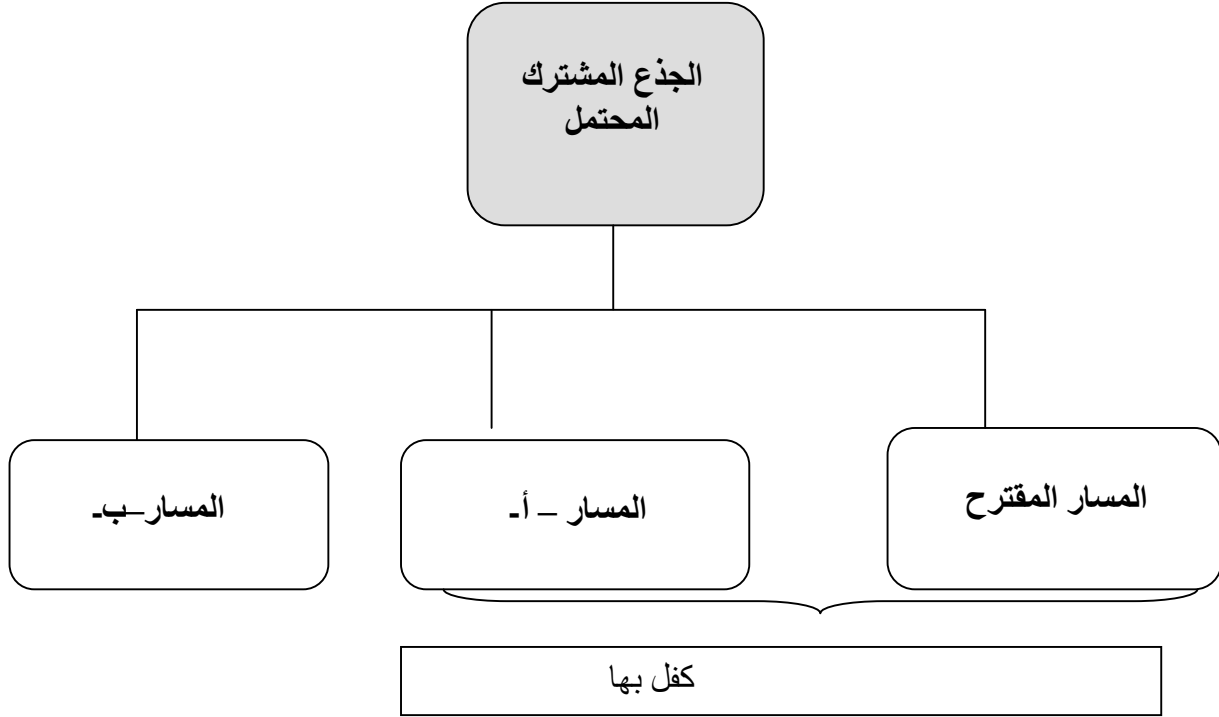 الجذع المشترك
المحتمل
المسار المقترح
المسار – أ-
المسار–ب-
كفل بها